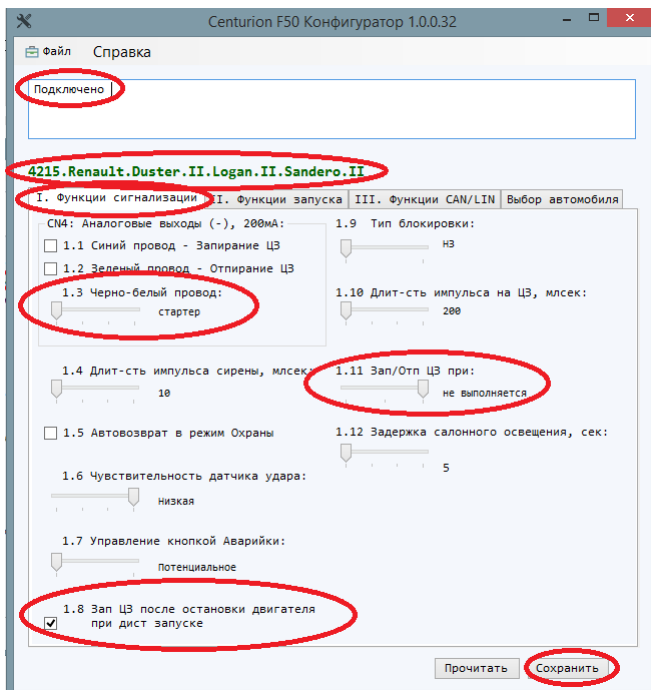 Centurion F50 Конфигуратор 1.0.0.32
Файл Справка
Подключено
4215.Renault.Duster.II.Logan.II.Sandero.II
I. Функции сигнализации II. Функции запуска III. Функции CAN/LIN Выбор автомобиля
CN4: Аналоговые выходы (-), 200мА:
1.1 Синий провод - Запирание ЦЗ
1.2 Зеленый провод - Отпирание ЦЗ
1.3 Черно-белый провод:
стартер
1.4 Длит-сть импульса сирены, млсек:
10
1.5 Автовозврат в режим Охраны
1.6 Чувствительность датчика удара:
Низкая
1.7 Управление кнопкой Аварийки:
Потенциальное
1.8 Зап ЦЗ после остановки двигателя
при дист запуске
1.9 Тип блокировки:
НЗ
1.10 Длит-сть импульса на ЦЗ, млсек:
200
1.11 Зап/Отп ЦЗ при:
не выполняется
1.12 Задержка салонного освещения, сек:
5
Прочитать Сохранить